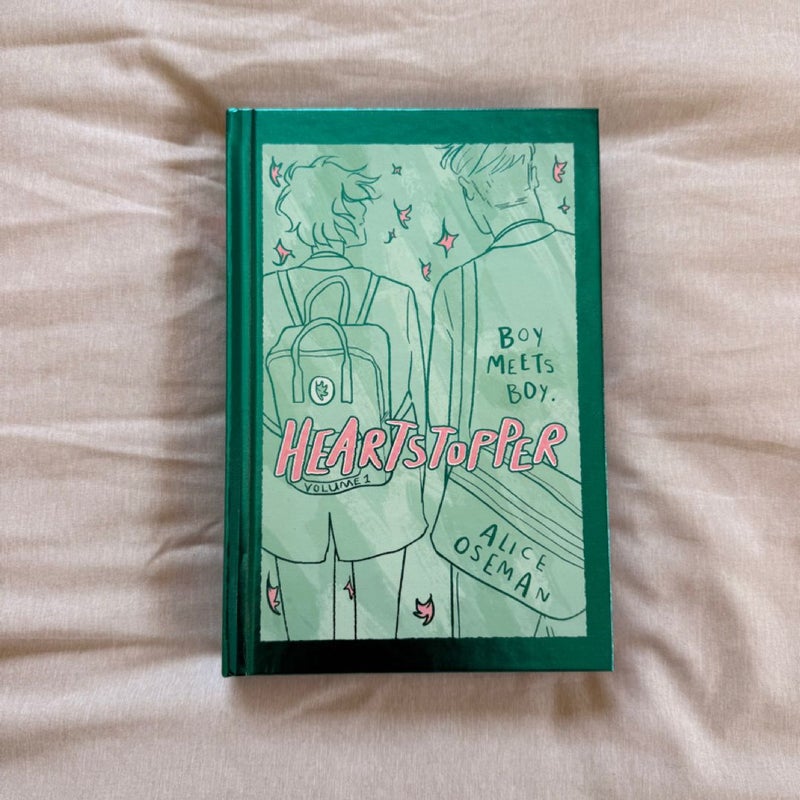 BOY
MEETS
BOY.
HEARTSTOPPER
VOLUME 1
ALICE
OSEMAN